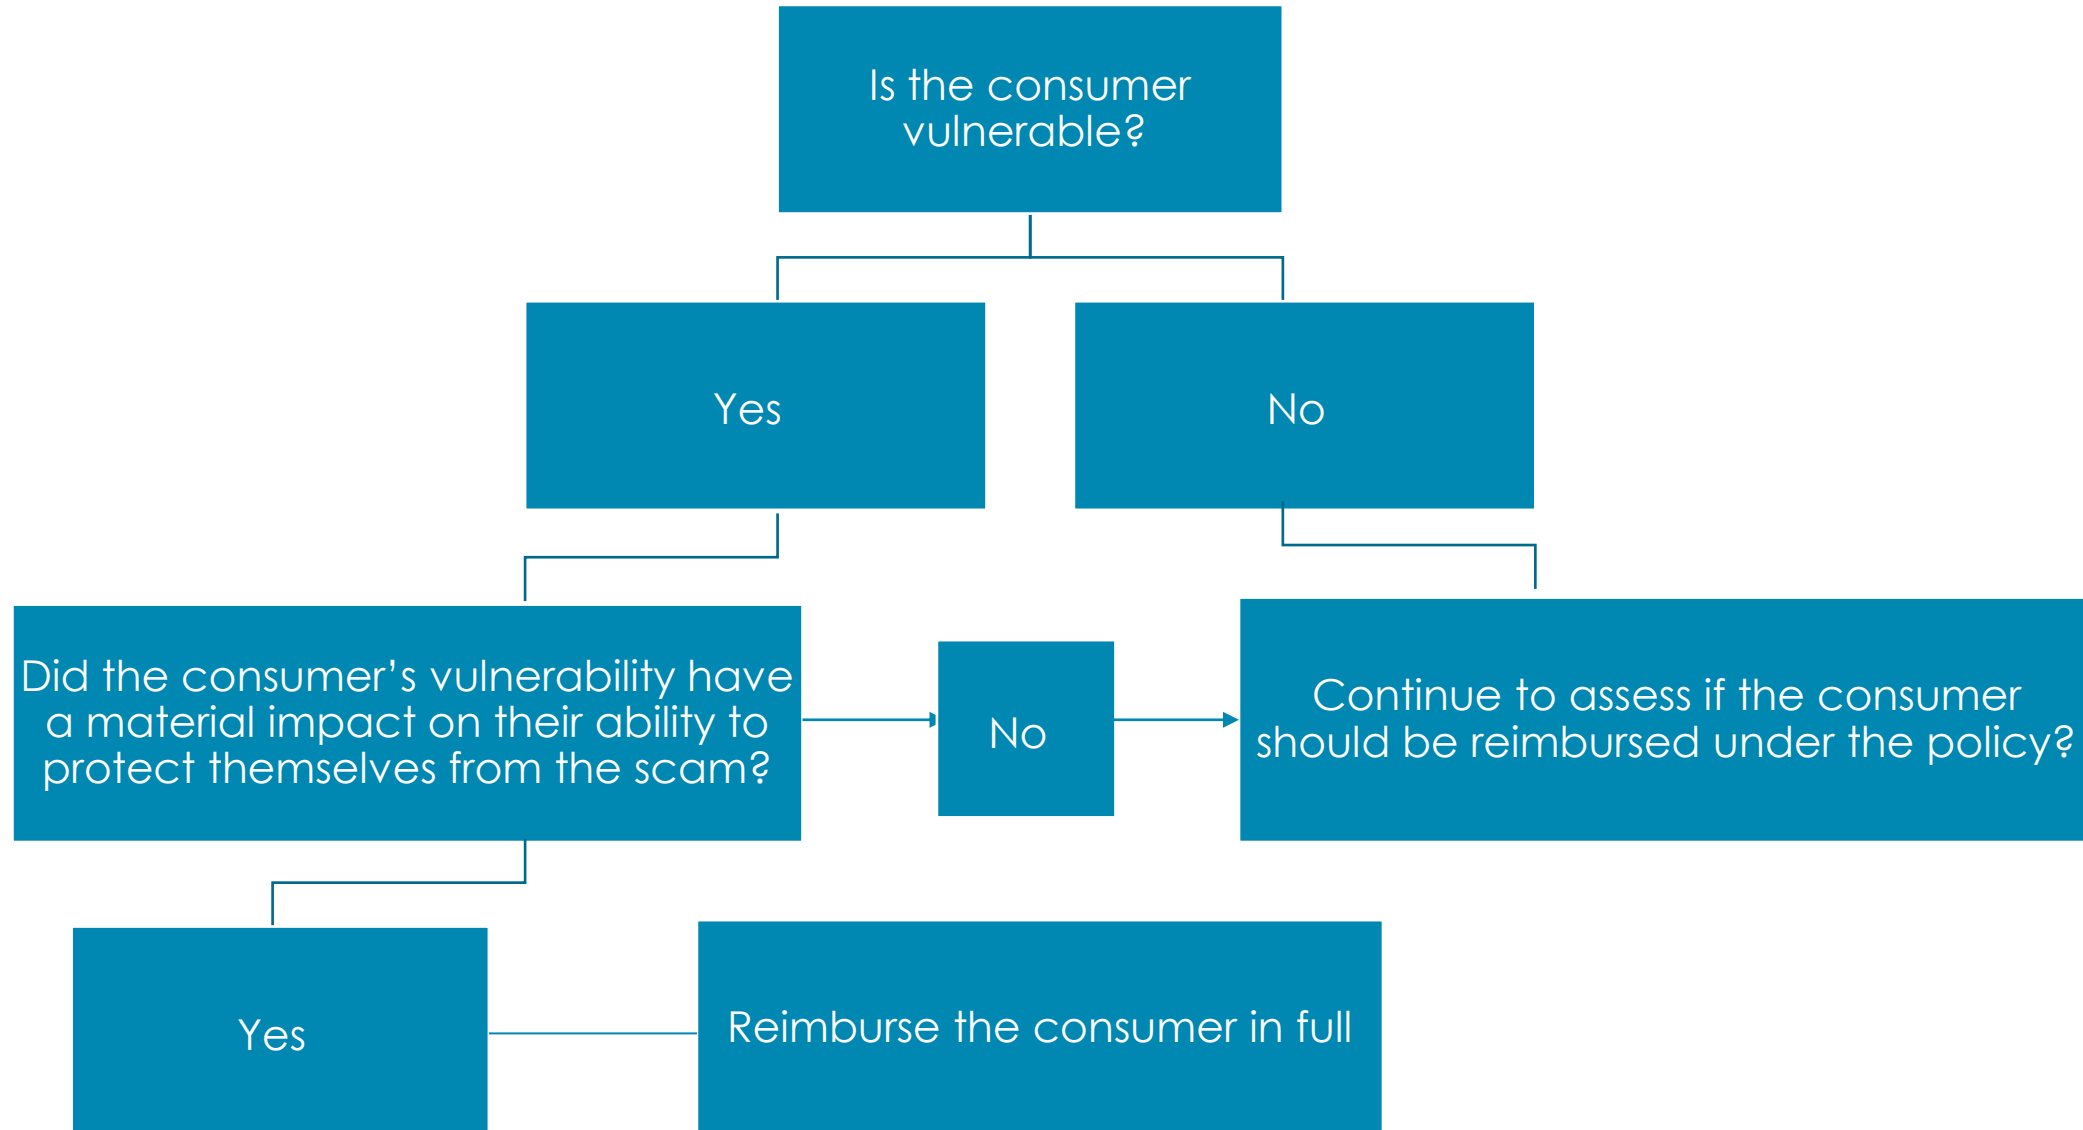 Is the consumer
vulnerable?
Yes
No
Did the consumer’s vulnerability have
a material impact on their ability to
protect themselves from the scam?
No
Continue to assess if the consumer
should be reimbursed under the policy?
Yes
Reimburse the consumer in full